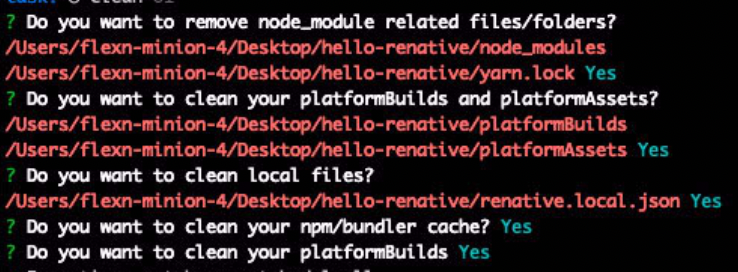 task: ○ clean
? Do you want to remove node_module related files/folders?
/Users/flexn-minion-4/Desktop/hello-renative/node_modules
/Users/flexn-minion-4/Desktop/hello-renative/yarn.lock Yes
? Do you want to clean your platformBuilds and platformAssets?
/Users/flexn-minion-4/Desktop/hello-renative/platformBuilds
/Users/flexn-minion-4/Desktop/hello-renative/platformAssets Yes
? Do you want to clean local files?
/Users/flexn-minion-4/Desktop/hello-renative/renative.local.json Yes
? Do you want to clean your npm/bundler cache? Yes
? Do you want to clean your platformBuilds Yes